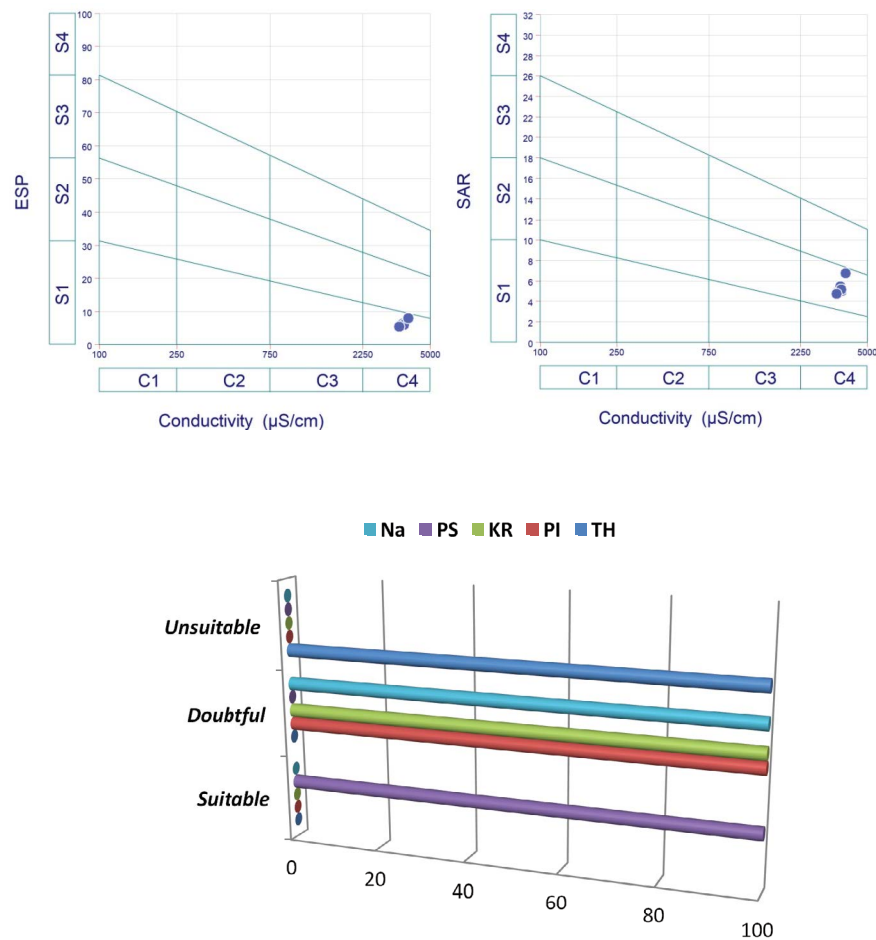 ESP
S4
S3
S2
S1
100
90
80
70
60
50
40
30
20
10
0
100 250 750 2250 5000
C1 C2 C3 C4
Conductivity (µS/cm)
SAR
S4
S3
S2
S1
32
30
28
26
24
22
20
18
16
14
12
10
8
6
4
2
0
100 250 750 2250 5000
C1 C2 C3 C4
Conductivity (µS/cm)
Na PS KR PI TH
Unsuitable
Doubtful
Suitable
0 20 40 60 80 100